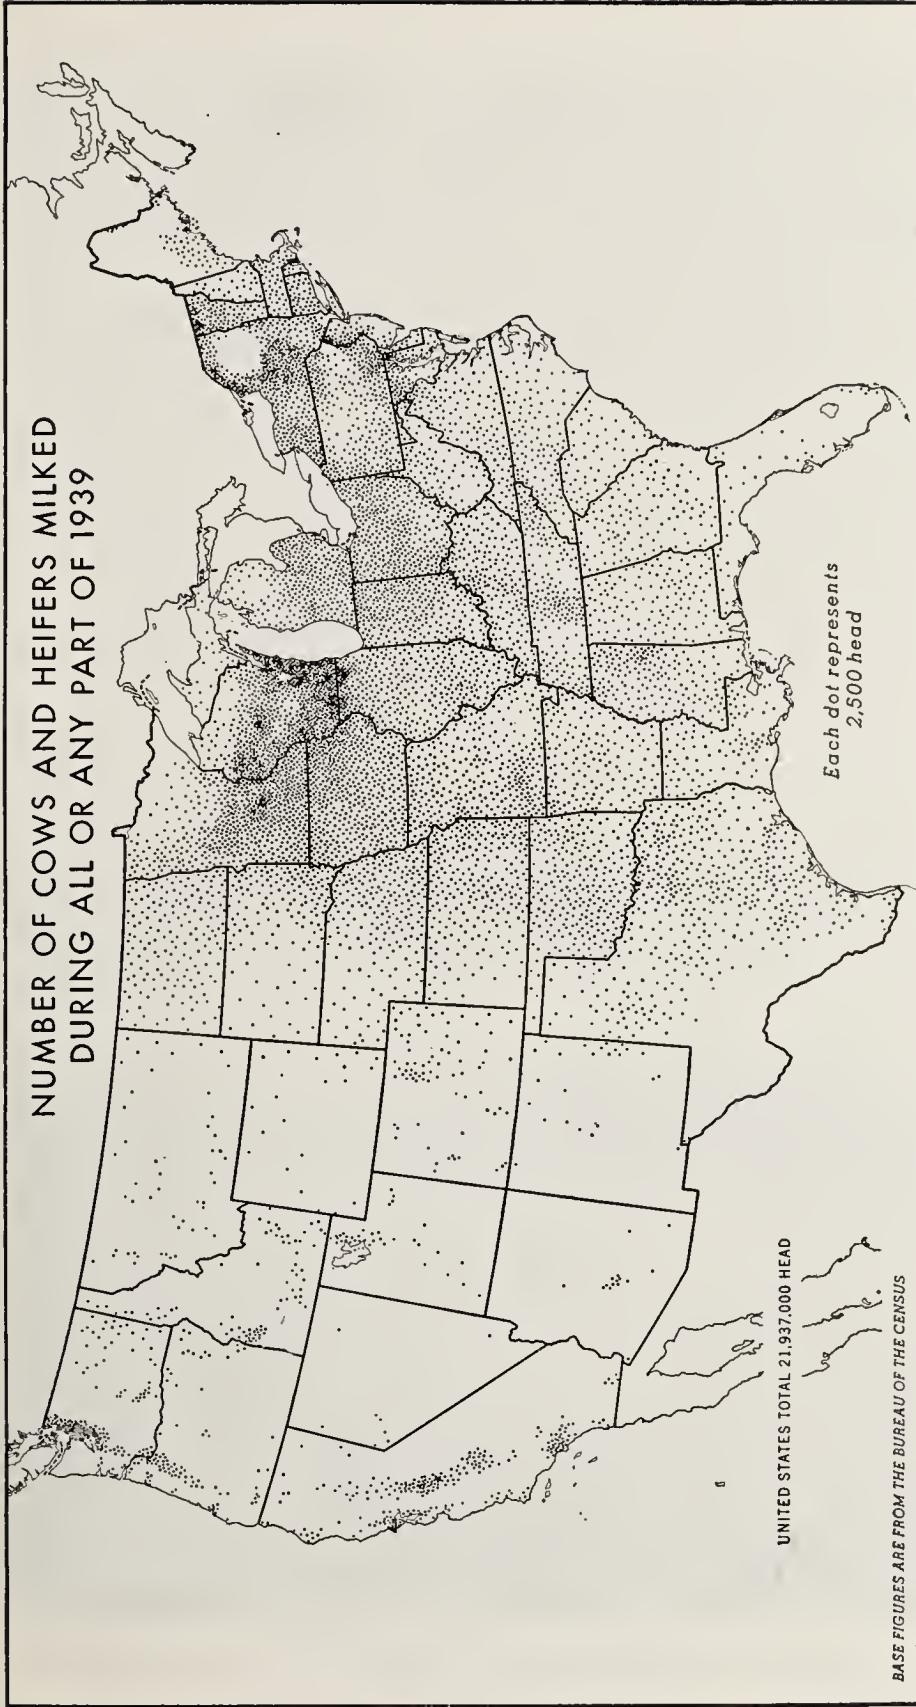 NUMBER OF COWS AND HEIFERS MILKED
DURING ALL OR ANY PART OF 1939
Each dot represents
2,500 head
UNITED STATES TOTAL 21,937,000 HEAD
BASE FIGURES ARE FROM THE BUREAU OF THE CENSUS